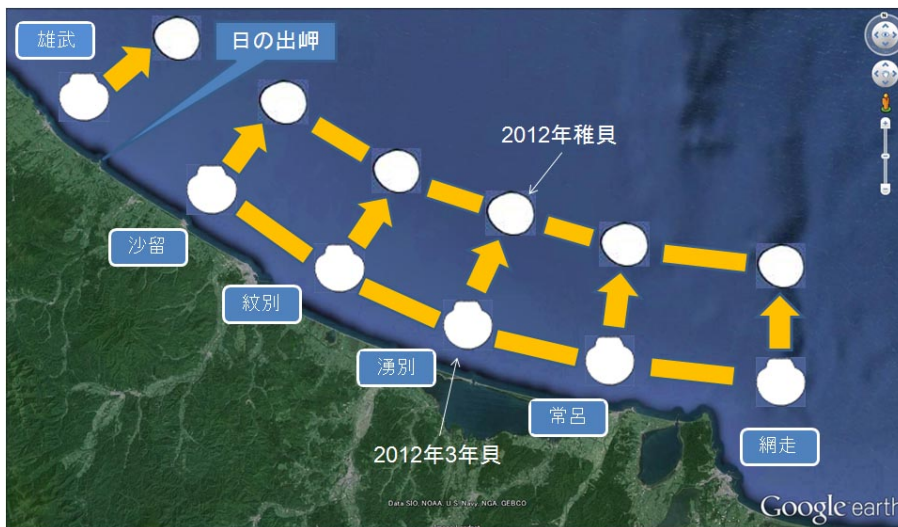 雄武
日の出岬
2012年稚貝
沙留
紋別
湧別
常呂
2012年3年貝
網走
Data SIO, NOAA, U.S. Navy, NGA, GEBCO
Google earth